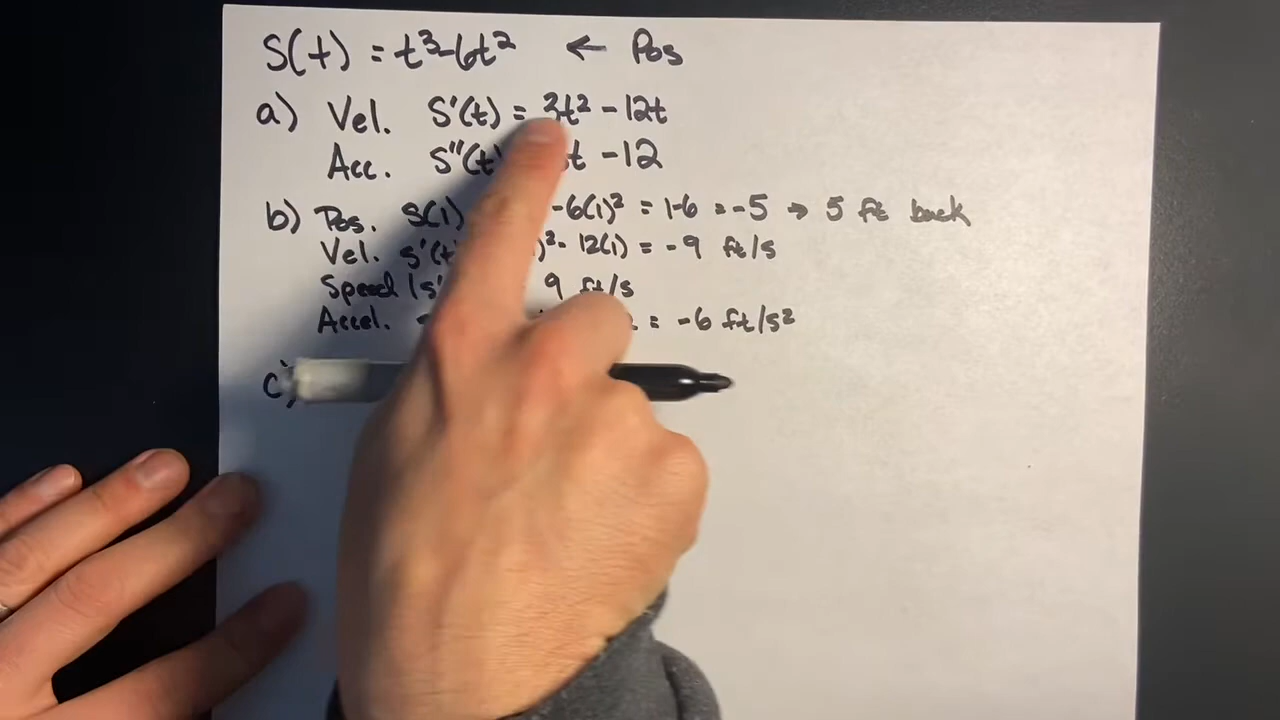 S(t) = t³-6t² ← Pos
a) Vel. S'(t) = 3t² - 12t
Acc. S''(t) t - 12
b) Pos. S(1) -6(1)² = 1-6 = -5 → 5 ft back
Vel. s'(t )² - 12(1) = -9 ft/s
Speed |s' 9 ft/s
Accel. = -6 ft/s²
c)